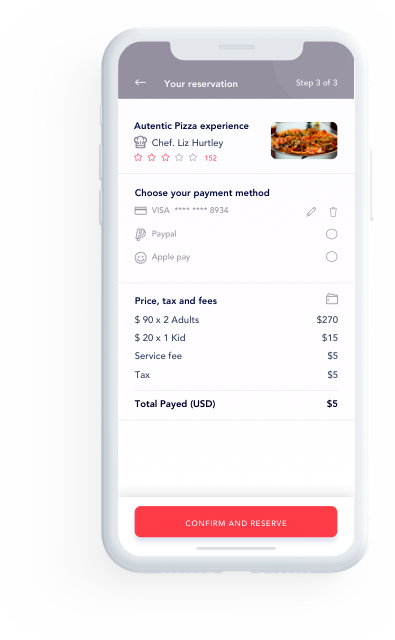 Your reservation
Step 3 of 3
Autentic Pizza experience
Chef. Liz Hurtley
152
Choose your payment method
VISA **** **** 8934
Paypal
Apple pay
Price, tax and fees
$ 90 x 2 Adults $270
$ 20 x 1 Kid $15
Service fee $5
Tax $5
Total Payed (USD) $5
CONFIRM AND RESERVE